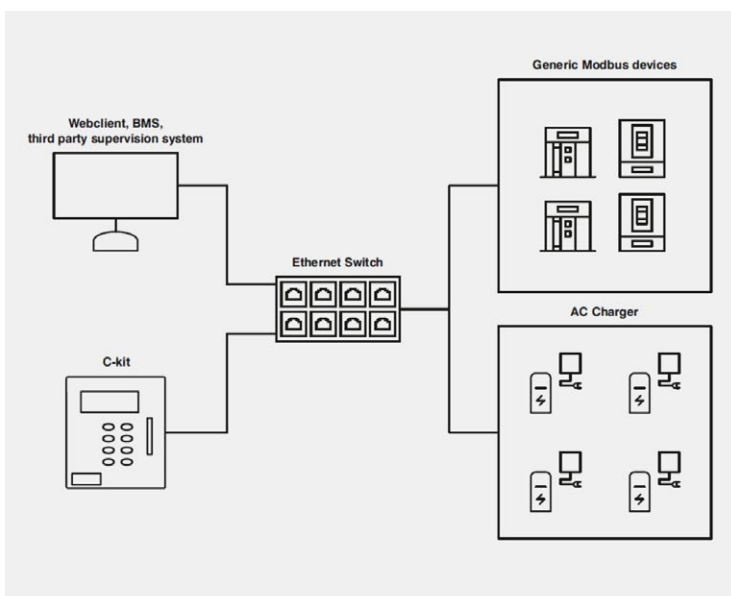 Generic Modbus devices
Webclient, BMS,
third party supervision system
Ethernet Switch
AC Charger
C-kit